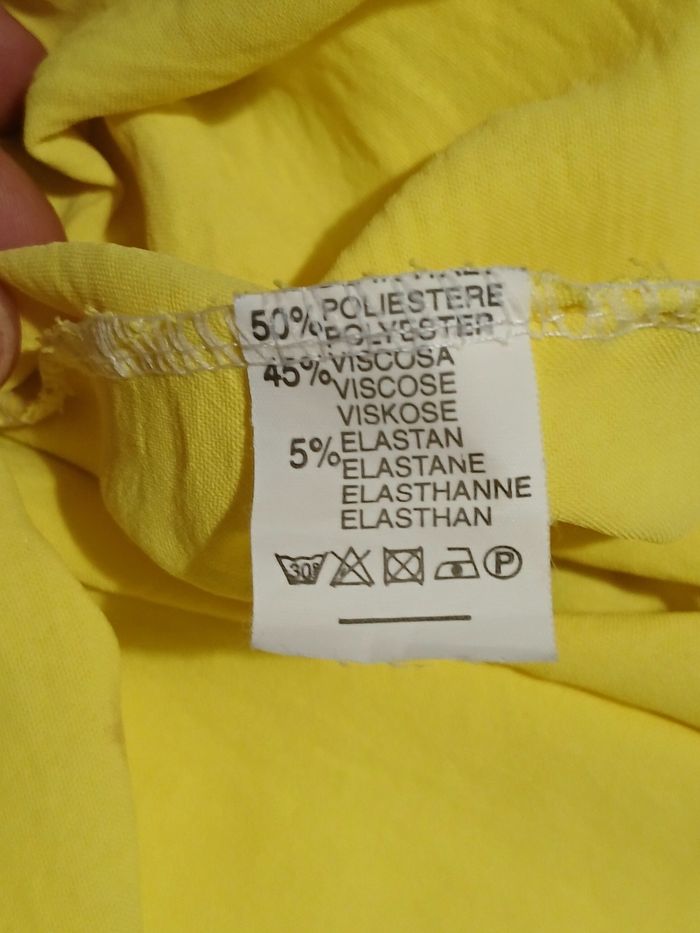 50% POLIESTERE
POLYESTER
45% VISCOSA
VISCOSE
VISKOSE
5% ELASTAN
ELASTANE
ELASTHANNE
ELASTHAN
30° P